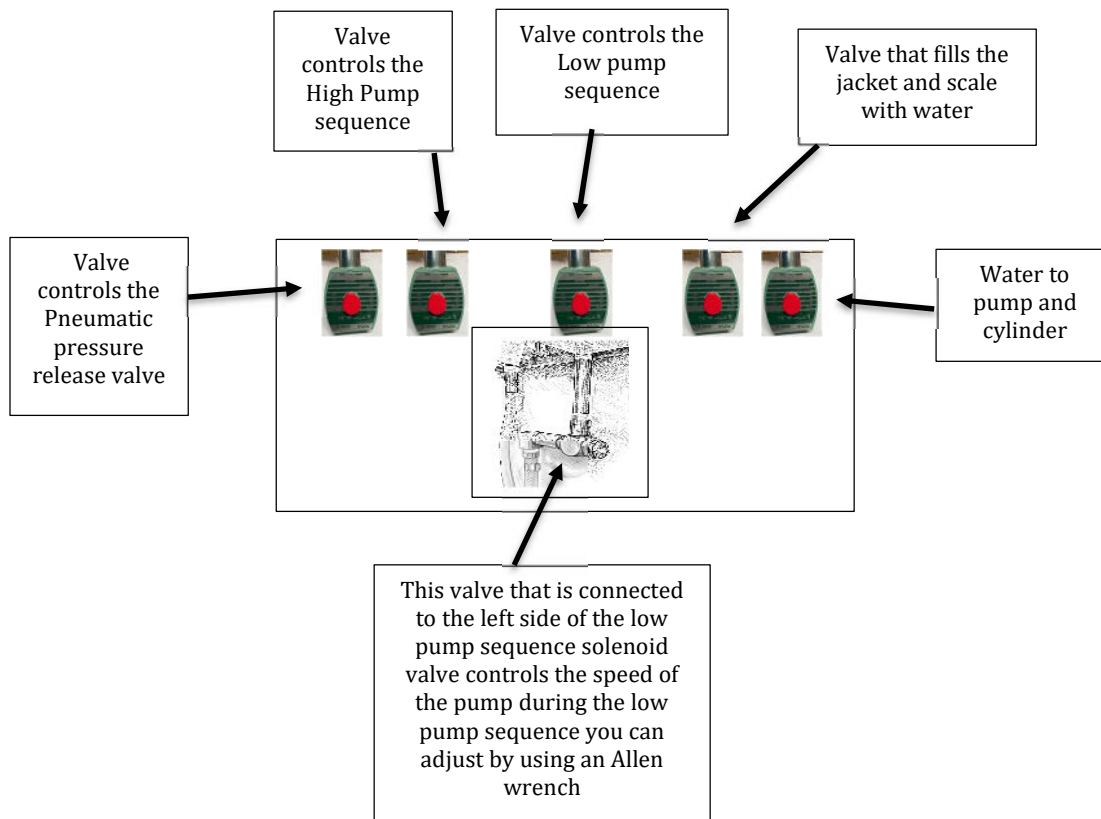 Valve
controls the
High Pump
sequence
Valve controls the
Low pump
sequence
Valve that fills the
jacket and scale
with water
Valve
controls the
Pneumatic
pressure
release valve
Water to
pump and
cylinder
This valve that is connected
to the left side of the low
pump sequence solenoid
valve controls the speed of
the pump during the low
pump sequence you can
adjust by using an Allen
wrench